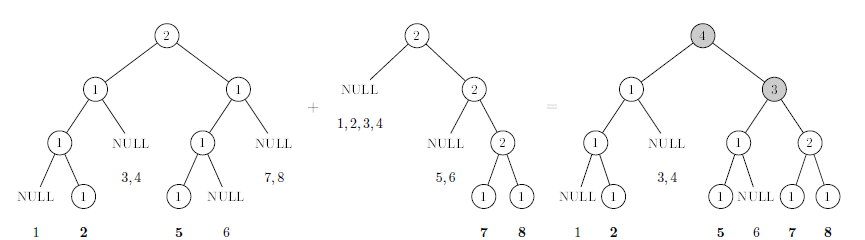 2 2 4
1 1 NULL 2 1 3
+ =
1, 2, 3, 4
1 NULL 1 NULL NULL 2 1 NULL 1 2
3, 4 7, 8 5, 6 3, 4
NULL 1 1 NULL 1 1 NULL 1 1 NULL 1 1
1 2 5 6 7 8 1 2 5 6 7 8